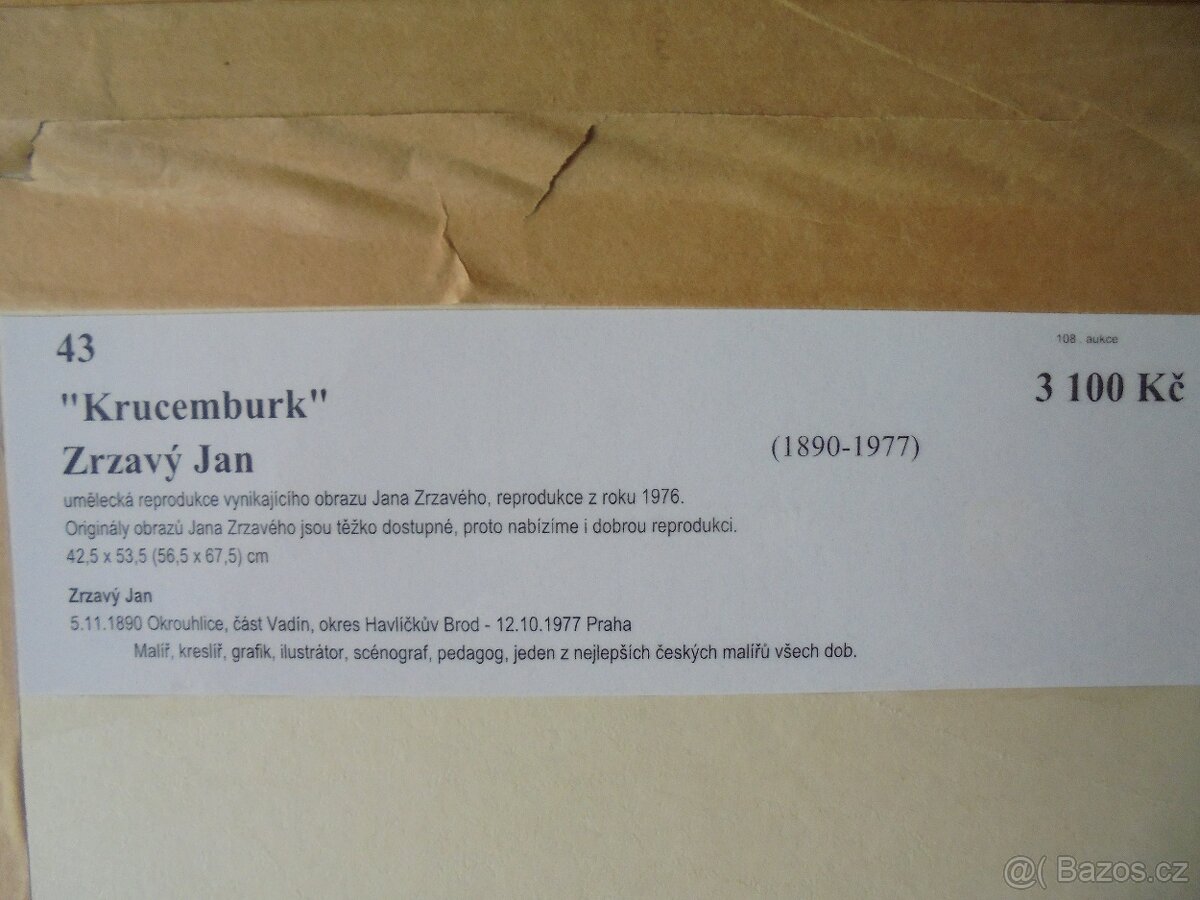 43
108. aukce
3 100 Kč
"Krucemburk"
Zrzavý Jan
(1890-1977)
umělecká reprodukce vynikajícího obrazu Jana Zrzavého, reprodukce z roku 1976.
Originály obrazů Jana Zrzavého jsou těžko dostupné, proto nabízíme i dobrou reprodukci.
42,5 x 53,5 (56,5 x 67,5) cm
Zrzavý Jan
5.11.1890 Okrouhlice, část Vadín, okres Havlíčkův Brod - 12.10.1977 Praha
Malíř, kreslíř, grafik, ilustrátor, scénograf, pedagog, jeden z nejlepších českých malířů všech dob.
@( Bazos.cz